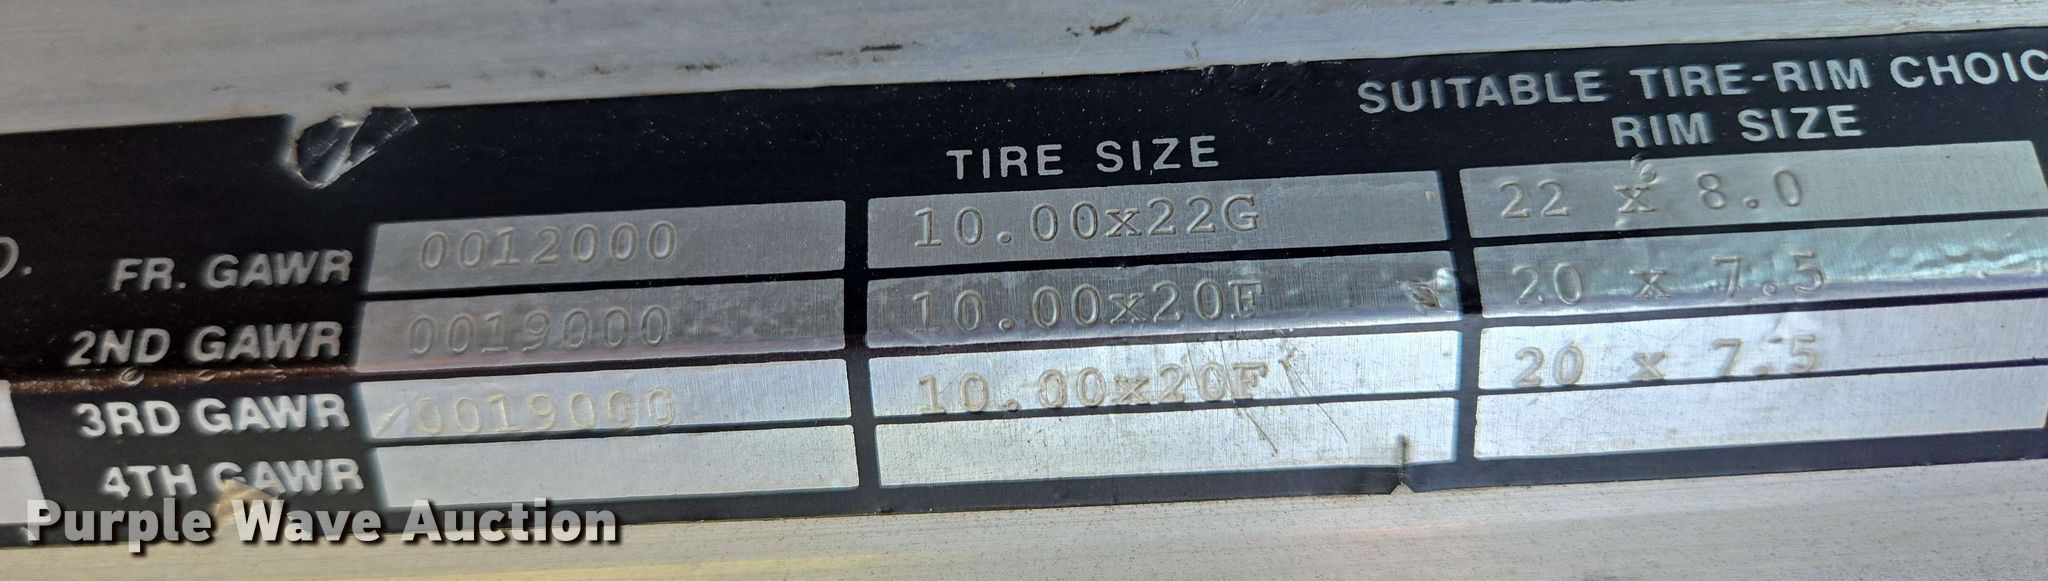 SUITABLE TIRE-RIM CHOIC
TIRE SIZE RIM SIZE
FR. GAWR 0012000 10.00x22G 22 x 8.0
2ND GAWR 0019000 10.00x20F 20 x 7.5
3RD GAWR 0019000 10.00x20F 20 x 7.5
4TH GAWR
Purple Wave Auction